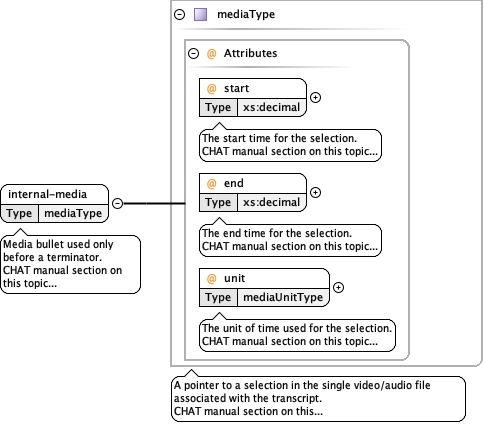 mediaType
@ Attributes
@ start
Type xs:decimal
The start time for the selection.
CHAT manual section on this topic...
@ end
Type xs:decimal
The end time for the selection.
CHAT manual section on this topic...
@ unit
Type mediaUnitType
The unit of time used for the selection.
CHAT manual section on this topic...
internal-media
Type mediaType
Media bullet used only
before a terminator.
CHAT manual section on
this topic...
A pointer to a selection in the single video/audio file
associated with the transcript.
CHAT manual section on this...